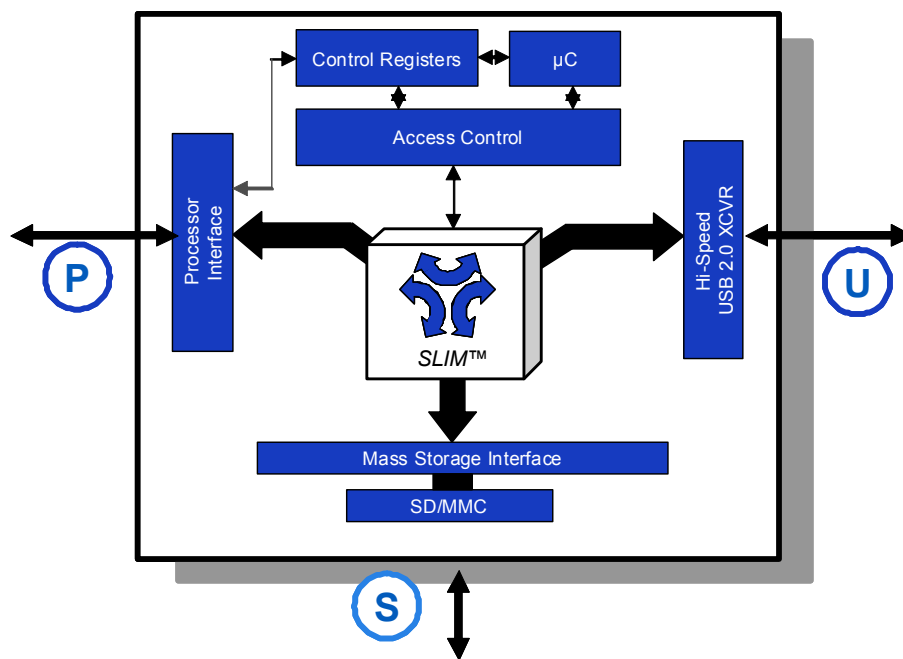 Control Registers
µC
Access Control
Processor
Interface
Hi-Speed
USB 2.0 XCVR
P
U
SLIM™
Mass Storage Interface
SD/MMC
S